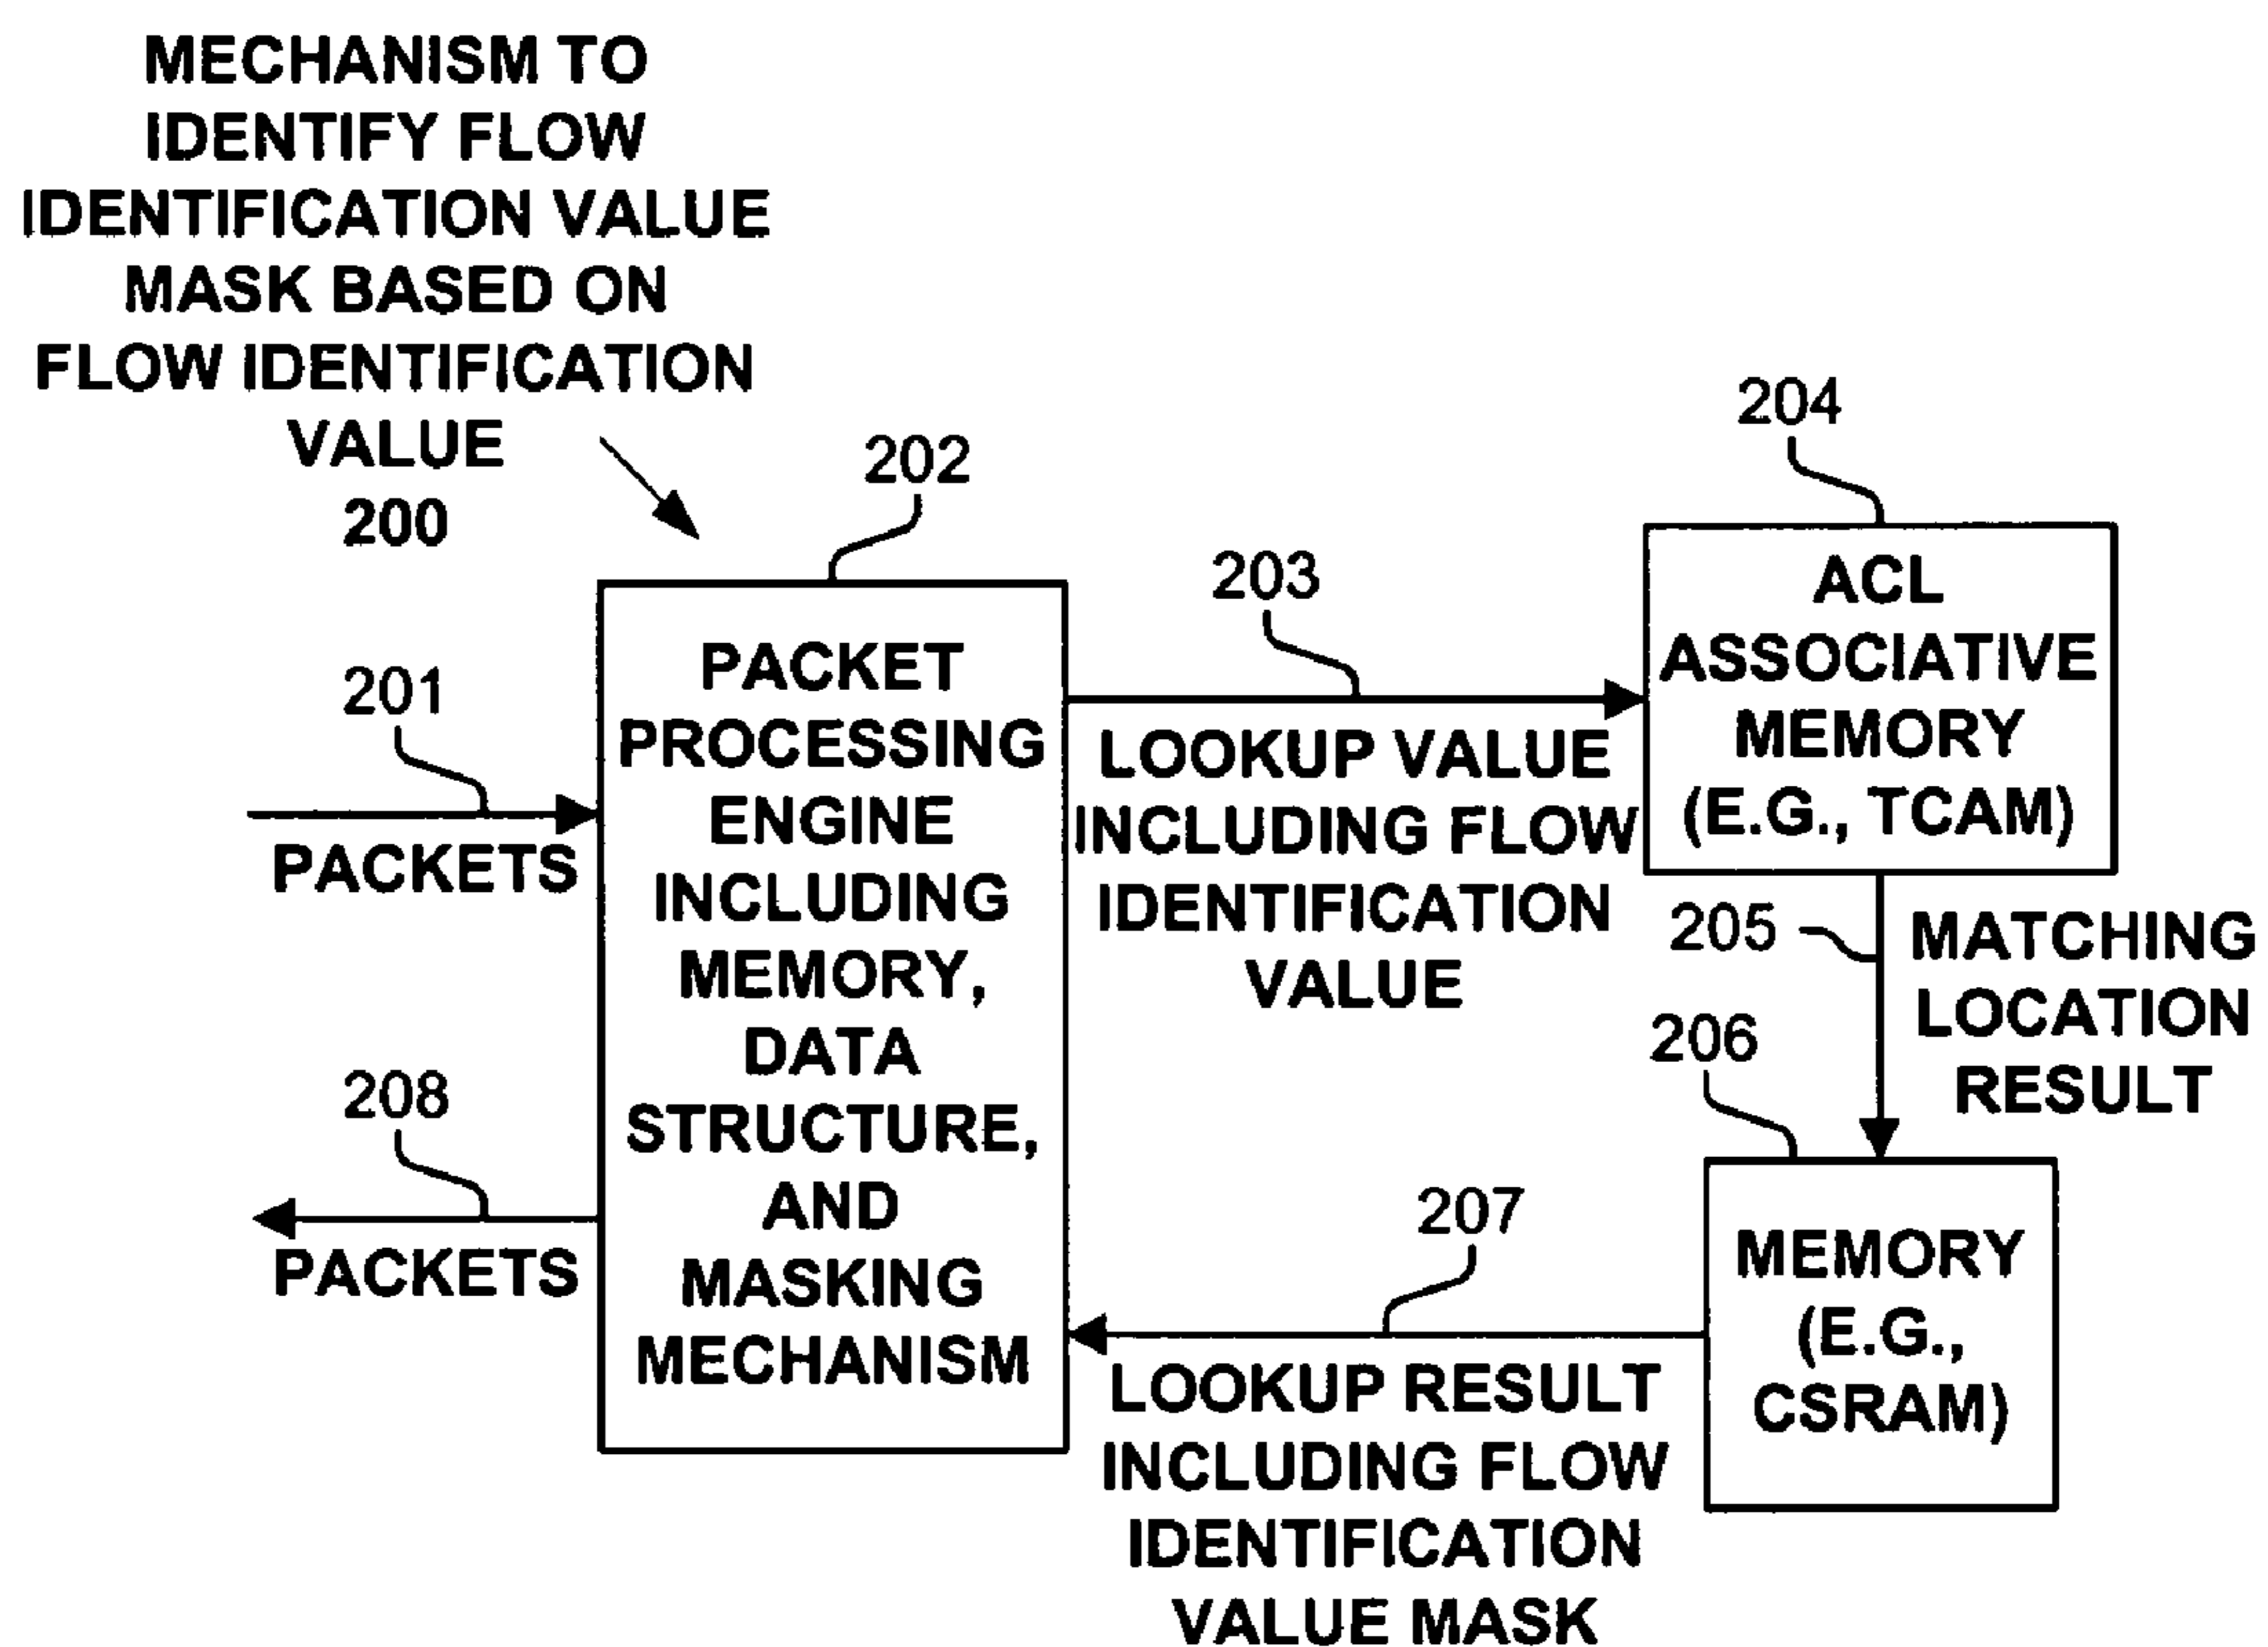 MECHANISM TO
IDENTIFY FLOW
IDENTIFICATION VALUE
MASK BASED ON
FLOW IDENTIFICATION
VALUE
200
202
204
203
201
PACKETS
PACKET
PROCESSING
ENGINE
INCLUDING
MEMORY,
DATA
STRUCTURE,
AND
MASKING
MECHANISM
LOOKUP VALUE
INCLUDING FLOW
IDENTIFICATION
VALUE
ACL
ASSOCIATIVE
MEMORY
(E.G., TCAM)
205
MATCHING
LOCATION
RESULT
206
208
PACKETS
207
MEMORY
(E.G.,
CSRAM)
LOOKUP RESULT
INCLUDING FLOW
IDENTIFICATION
VALUE MASK